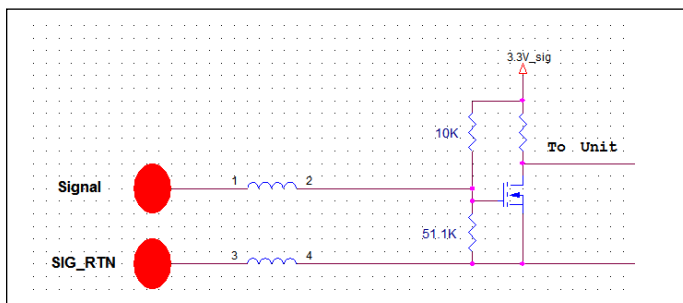 3.3V_sig
10K
To Unit
Signal
1
2
51.1K
SIG_RTN
3
4